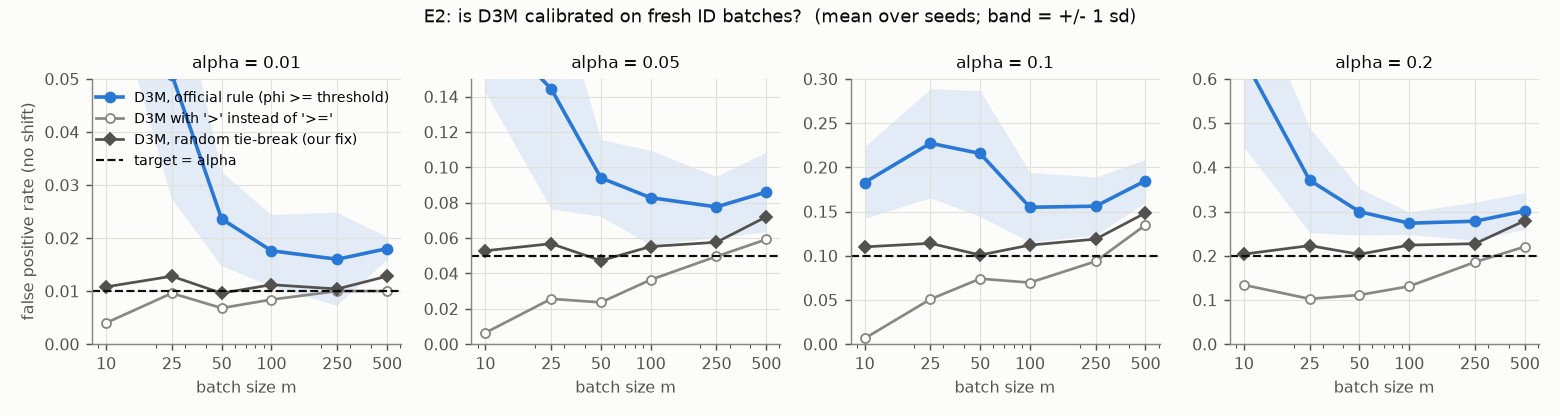 E2: is D3M calibrated on fresh ID batches?  (mean over seeds; band = +/- 1 sd)
alpha = 0.01
false positive rate (no shift)
0.05
0.04
0.03
0.02
0.01
0.00
D3M, official rule (phi >= threshold)
D3M with '>' instead of '>='
D3M, random tie-break (our fix)
target = alpha
10 25 50 100 250 500
batch size m
alpha = 0.05
0.14
0.12
0.10
0.08
0.06
0.04
0.02
0.00
10 25 50 100 250 500
batch size m
alpha = 0.1
0.30
0.25
0.20
0.15
0.10
0.05
0.00
10 25 50 100 250 500
batch size m
alpha = 0.2
0.6
0.5
0.4
0.3
0.2
0.1
0.0
10 25 50 100 250 500
batch size m